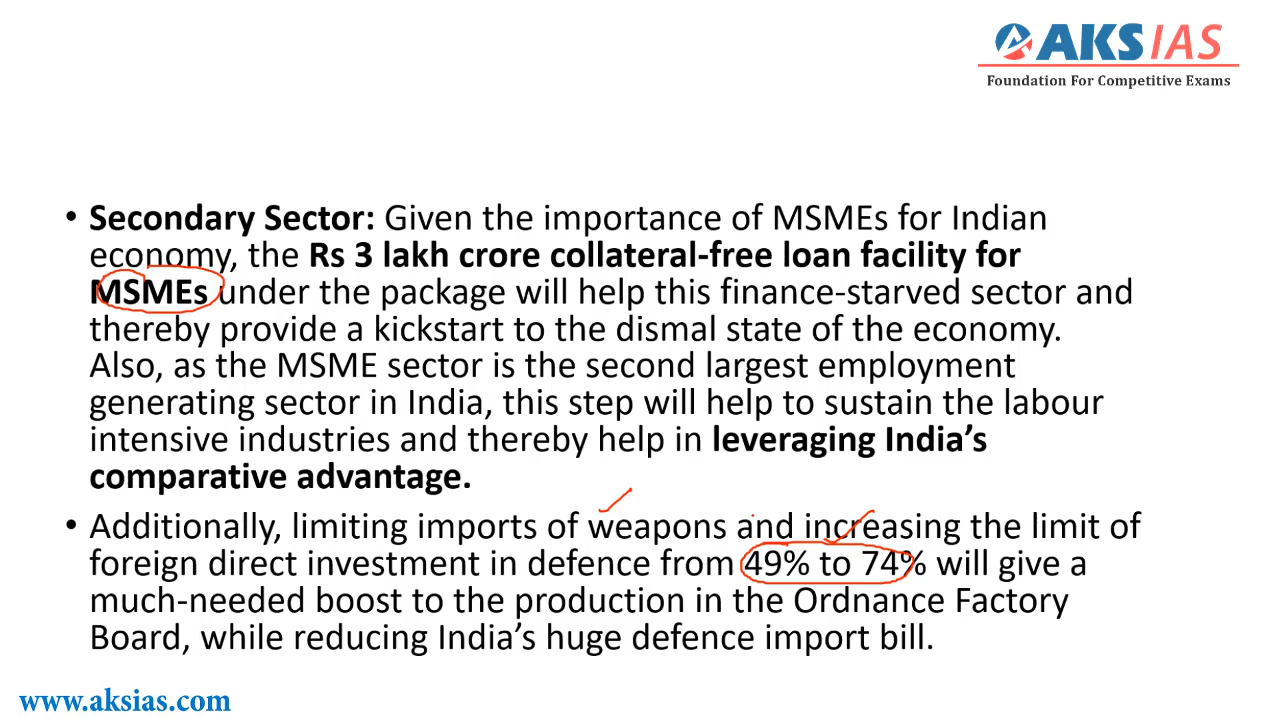 AKS IAS
Foundation For Competitive Exams
• Secondary Sector: Given the importance of MSMEs for Indian
economy, the Rs 3 lakh crore collateral-free loan facility for
MSMEs under the package will help this finance-starved sector and
thereby provide a kickstart to the dismal state of the economy.
Also, as the MSME sector is the second largest employment
generating sector in India, this step will help to sustain the labour
intensive industries and thereby help in leveraging India’s
comparative advantage.
• Additionally, limiting imports of weapons and increasing the limit of
foreign direct investment in defence from 49% to 74% will give a
much-needed boost to the production in the Ordnance Factory
Board, while reducing India’s huge defence import bill.
www.aksias.com